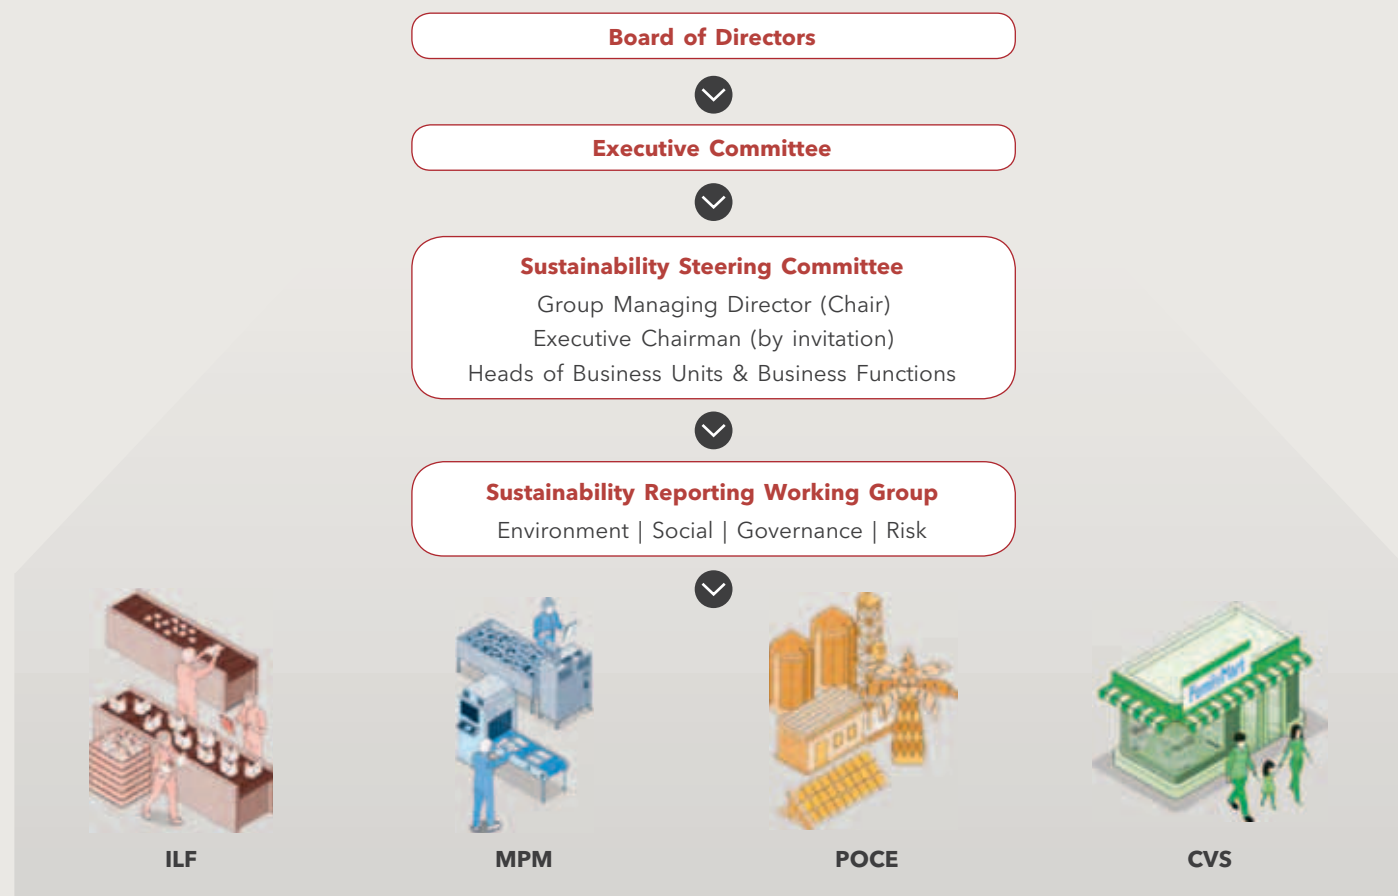 Board of Directors
Executive Committee
Sustainability Steering Committee
Group Managing Director (Chair)
Executive Chairman (by invitation)
Heads of Business Units & Business Functions
Sustainability Reporting Working Group
Environment | Social | Governance | Risk
FamilyMart
ILF
MPM
POCE
CVS